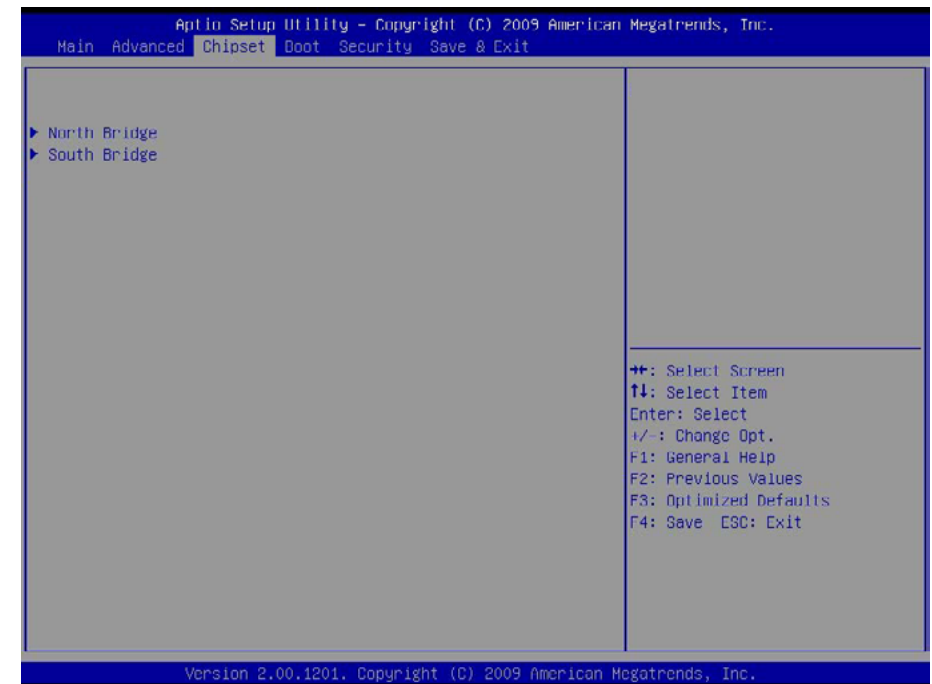 Aptio Setup Utility – Copyright (C) 2009 American Megatrends, Inc.
Main Advanced Chipset Boot Security Save & Exit
▶ North Bridge
▶ South Bridge
→←: Select Screen
↑↓: Select Item
Enter: Select
+/-: Change Opt.
F1: General Help
F2: Previous Values
F3: Optimized Defaults
F4: Save ESC: Exit
Version 2.00.1201. Copyright (C) 2009 American Megatrends, Inc.